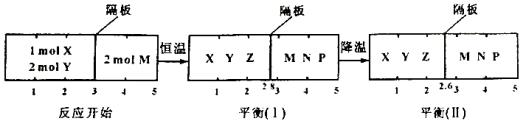 隔板 隔板 隔板
1 mol X
2 mol Y 2 mol M 恒温 X Y Z M N P 降温 X Y Z M N P
1 2 3 4 5 1 2 2.8 3 4 5 1 2 2.6 3 4 5
反应开始 平衡(Ⅰ) 平衡(Ⅱ)